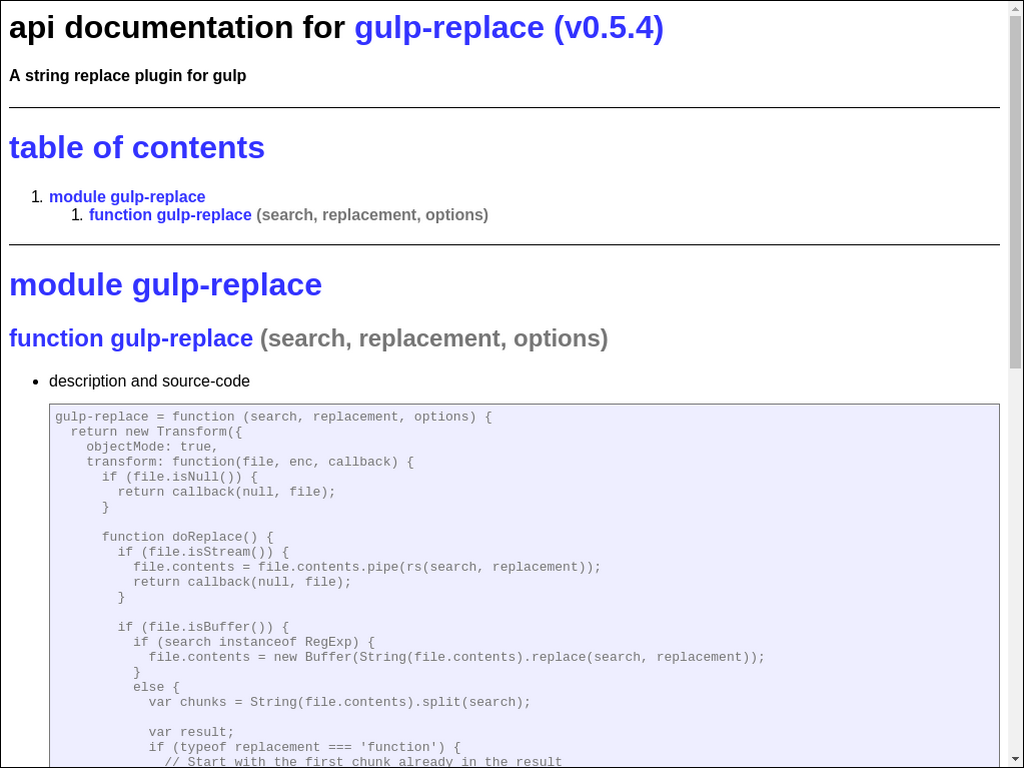 api documentation for gulp-replace (v0.5.4)
A string replace plugin for gulp
table of contents
1. module gulp-replace
1. function gulp-replace (search, replacement, options)
module gulp-replace
function gulp-replace (search, replacement, options)
• description and source-code
gulp-replace = function (search, replacement, options) {
  return new Transform({
    objectMode: true,
    transform: function(file, enc, callback) {
      if (file.isNull()) {
        return callback(null, file);
      }
      function doReplace() {
        if (file.isStream()) {
          file.contents = file.contents.pipe(rs(search, replacement));
          return callback(null, file);
        }
        if (file.isBuffer()) {
          if (search instanceof RegExp) {
            file.contents = new Buffer(String(file.contents).replace(search, replacement));
          }
          else {
            var chunks = String(file.contents).split(search);
            var result;
            if (typeof replacement === 'function') {
              // Start with the first chunk already in the result